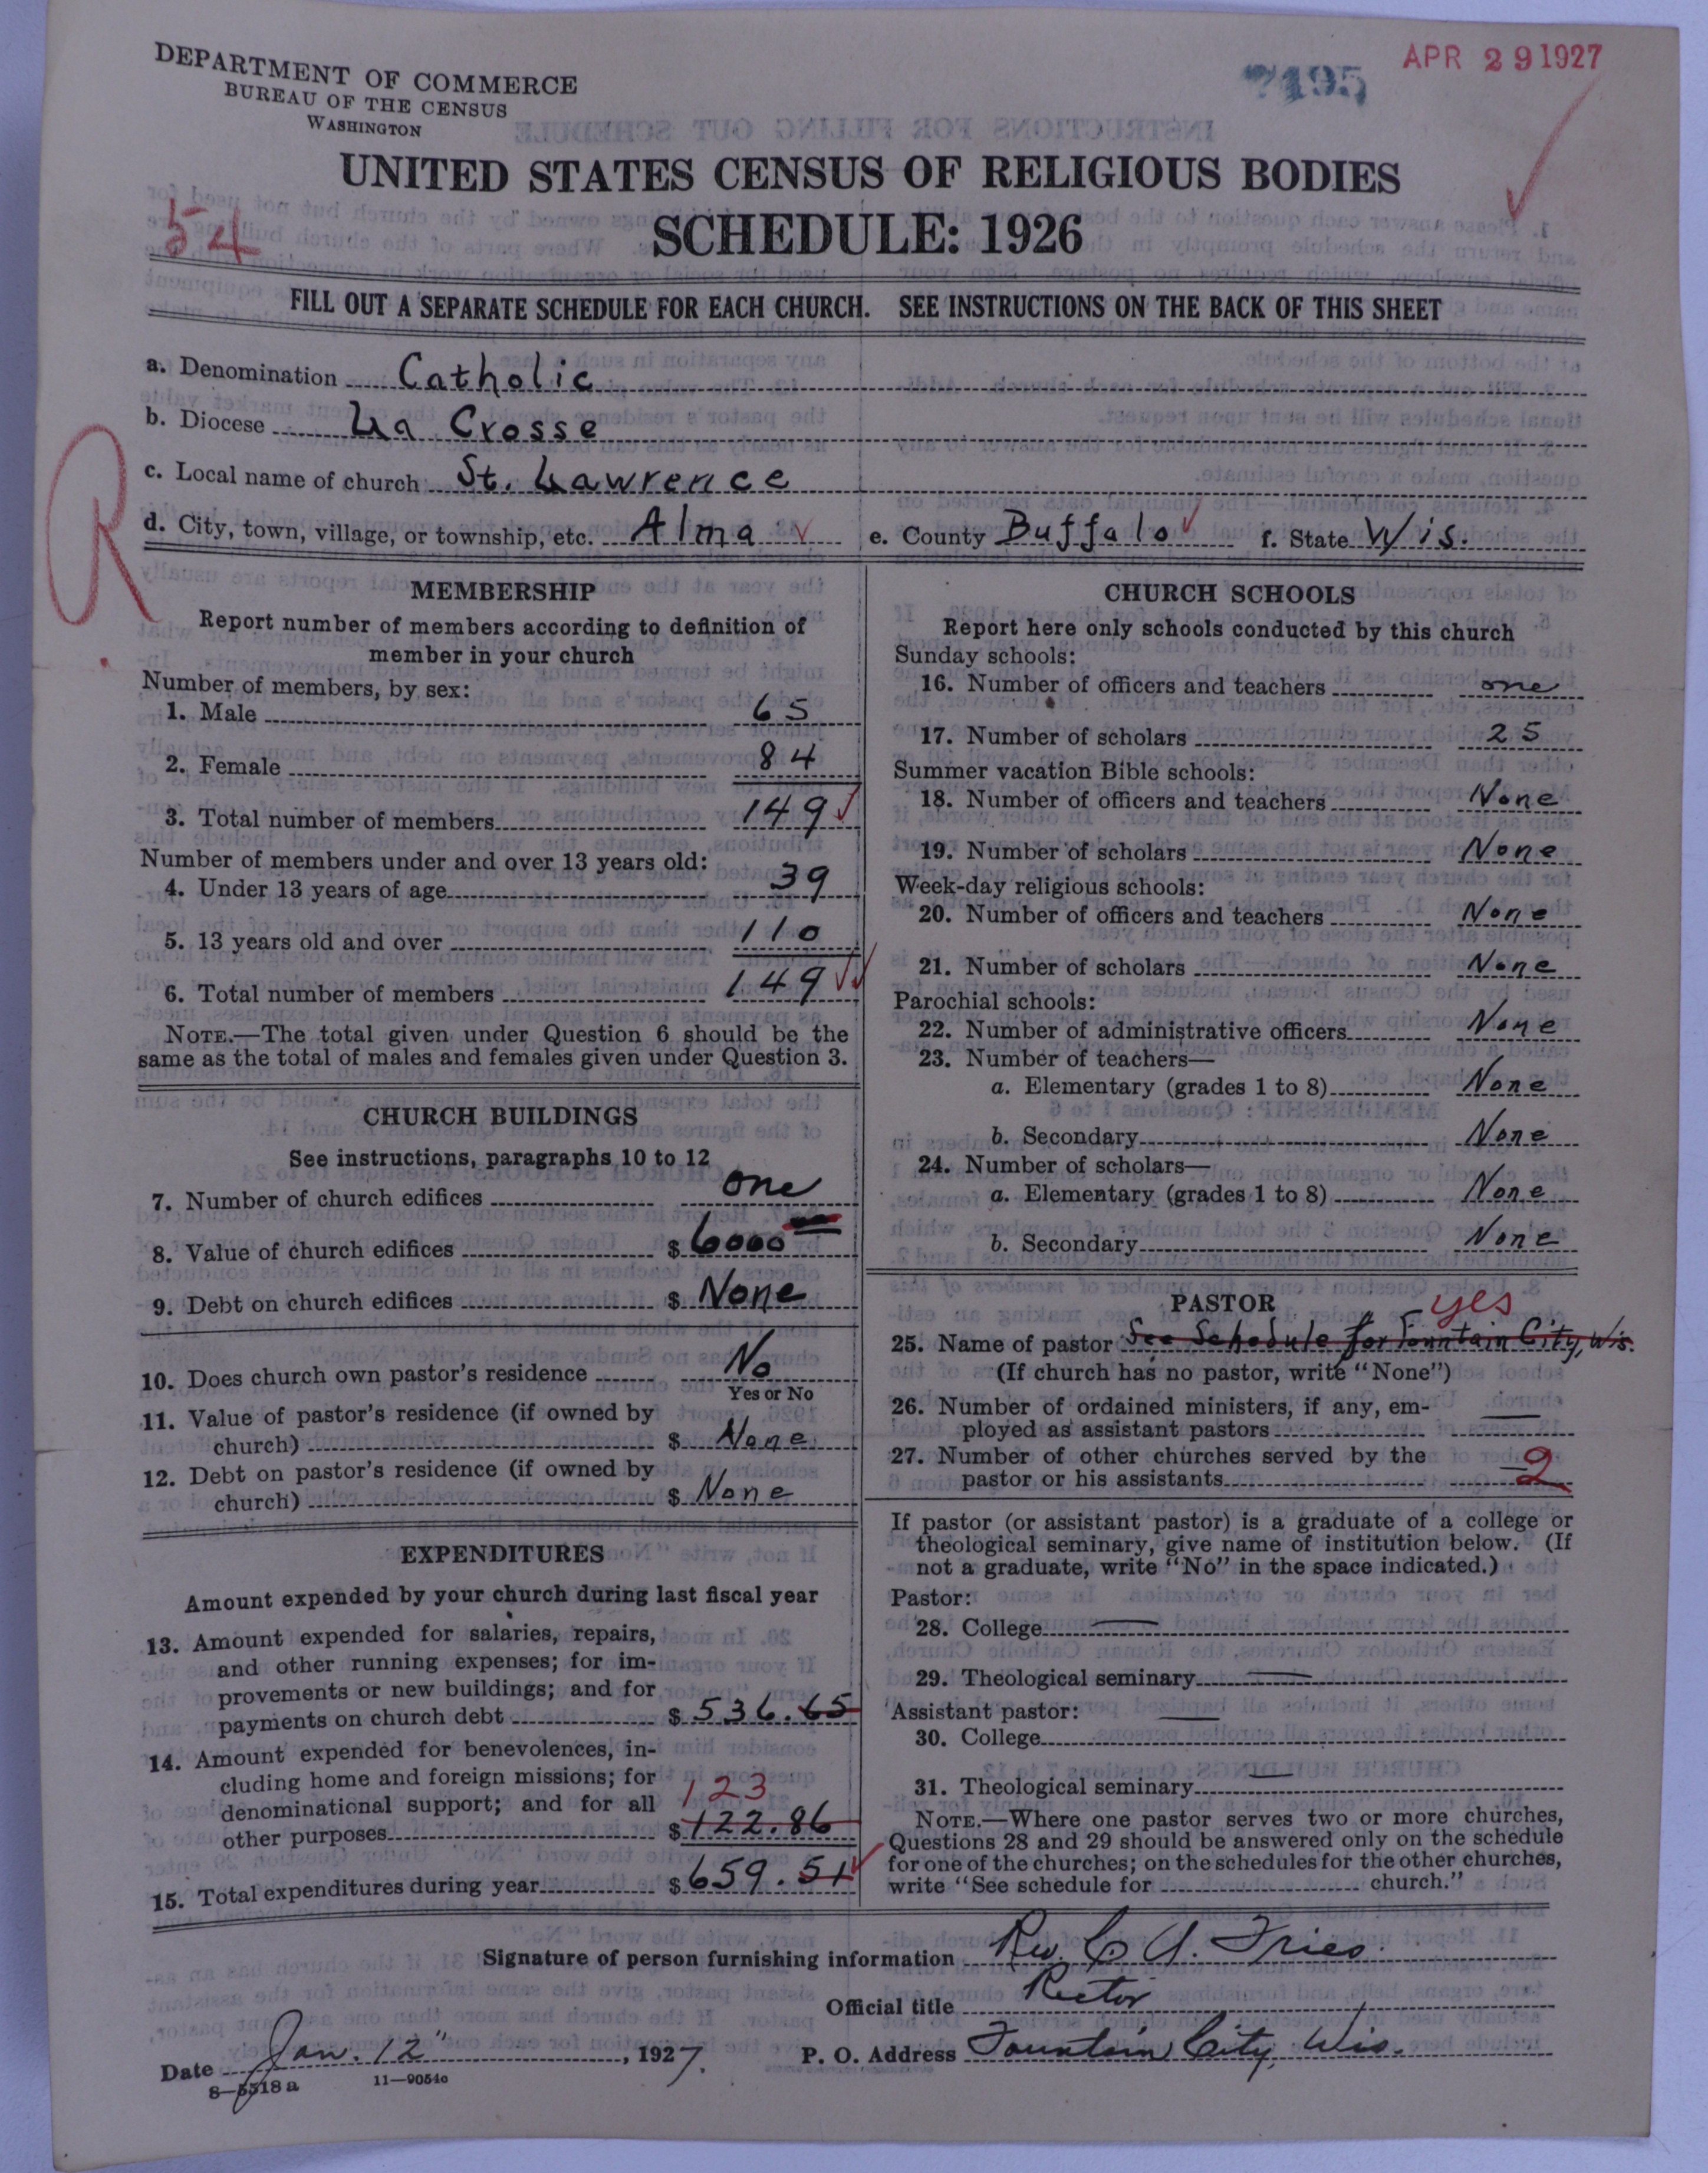 DEPARTMENT OF COMMERCE
BUREAU OF THE CENSUS
WASHINGTON
APR 29 1927
UNITED STATES CENSUS OF RELIGIOUS BODIES
SCHEDULE: 1926
54
FILL OUT A SEPARATE SCHEDULE FOR EACH CHURCH. SEE INSTRUCTIONS ON THE BACK OF THIS SHEET
a. Denomination Catholic
b. Diocese La Crosse
R
c. Local name of church St. Lawrence
d. City, town, village, or township, etc. Alma e. County Buffalo f. State Wis.
MEMBERSHIP
Report number of members according to definition of
member in your church
Number of members, by sex:
1. Male 65
2. Female 84
3. Total number of members 149
Number of members under and over 13 years old:
4. Under 13 years of age 39
5. 13 years old and over 110
6. Total number of members 149
NOTE.—The total given under Question 6 should be the
same as the total of males and females given under Question 3.
CHURCH BUILDINGS
See instructions, paragraphs 10 to 12
7. Number of church edifices one
8. Value of church edifices $ 6000
9. Debt on church edifices $ None
10. Does church own pastor's residence No
Yes or No
11. Value of pastor's residence (if owned by
church) $ None
12. Debt on pastor's residence (if owned by
church) $ None
EXPENDITURES
Amount expended by your church during last fiscal year
13. Amount expended for salaries, repairs,
and other running expenses; for im-
provements or new buildings; and for
payments on church debt $ 536.65
14. Amount expended for benevolences, in-
cluding home and foreign missions; for
denominational support; and for all 123
other purposes $ 122.86
15. Total expenditures during year $ 659.51
CHURCH SCHOOLS
Report here only schools conducted by this church
Sunday schools:
16. Number of officers and teachers one
17. Number of scholars 25
Summer vacation Bible schools:
18. Number of officers and teachers None
19. Number of scholars None
Week-day religious schools:
20. Number of officers and teachers None
21. Number of scholars None
Parochial schools:
22. Number of administrative officers None
23. Number of teachers—
a. Elementary (grades 1 to 8) None
b. Secondary None
24. Number of scholars—
a. Elementary (grades 1 to 8) None
b. Secondary None
PASTOR yes
25. Name of pastor See Schedule for Fountain City, Wis.
(If church has no pastor, write "None")
26. Number of ordained ministers, if any, em-
ployed as assistant pastors —
27. Number of other churches served by the
pastor or his assistants 2
If pastor (or assistant pastor) is a graduate of a college or
theological seminary, give name of institution below. (If
not a graduate, write "No" in the space indicated.)
Pastor:
28. College —
29. Theological seminary —
Assistant pastor: —
30. College
31. Theological seminary —
NOTE.—Where one pastor serves two or more churches,
Questions 28 and 29 should be answered only on the schedule
for one of the churches; on the schedules for the other churches,
write "See schedule for church."
Signature of person furnishing information Rev. C A. Fries.
Official title Rector
Date Jan. 12", 1927. P. O. Address Fountain City, Wis.
8—5518 a 11—9054c